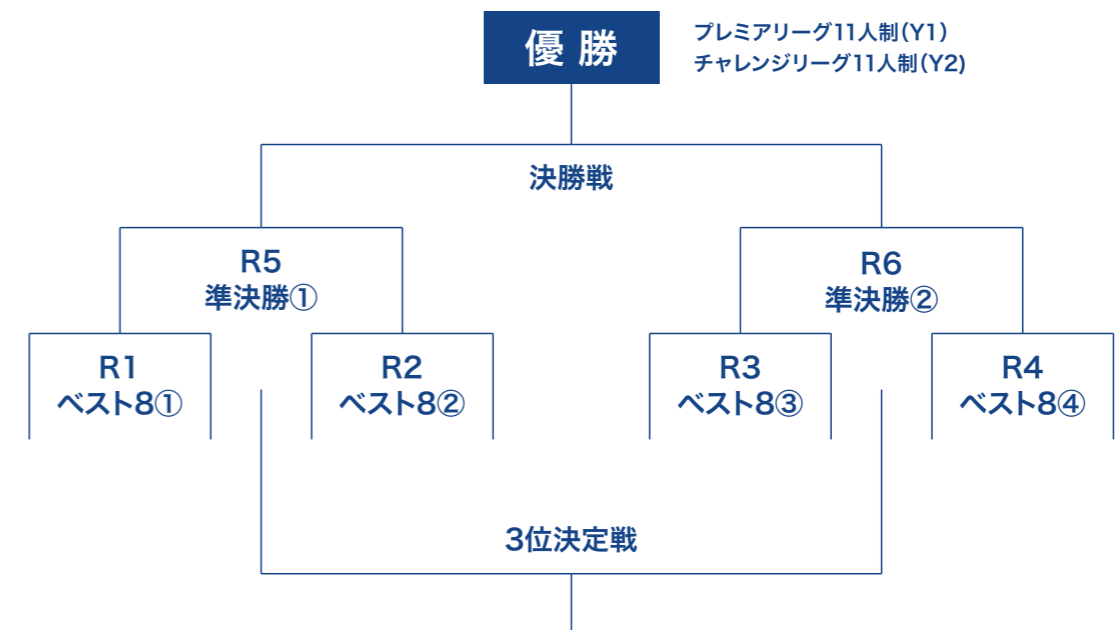 優勝
プレミアリーグ11人制(Y1)
チャレンジリーグ11人制(Y2)
決勝戦
R5
準決勝①
R6
準決勝②
R1
ベスト8①
R2
ベスト8②
R3
ベスト8③
R4
ベスト8④
3位決定戦